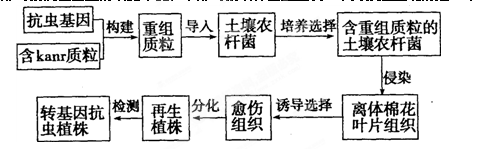 抗虫基因
含kanr质粒
构建
重组质粒
导入
土壤农杆菌
培养选择
含重组质粒的土壤农杆菌
侵染
离体棉花叶片组织
诱导选择
愈伤组织
分化
再生植株
检测
转基因抗虫植株